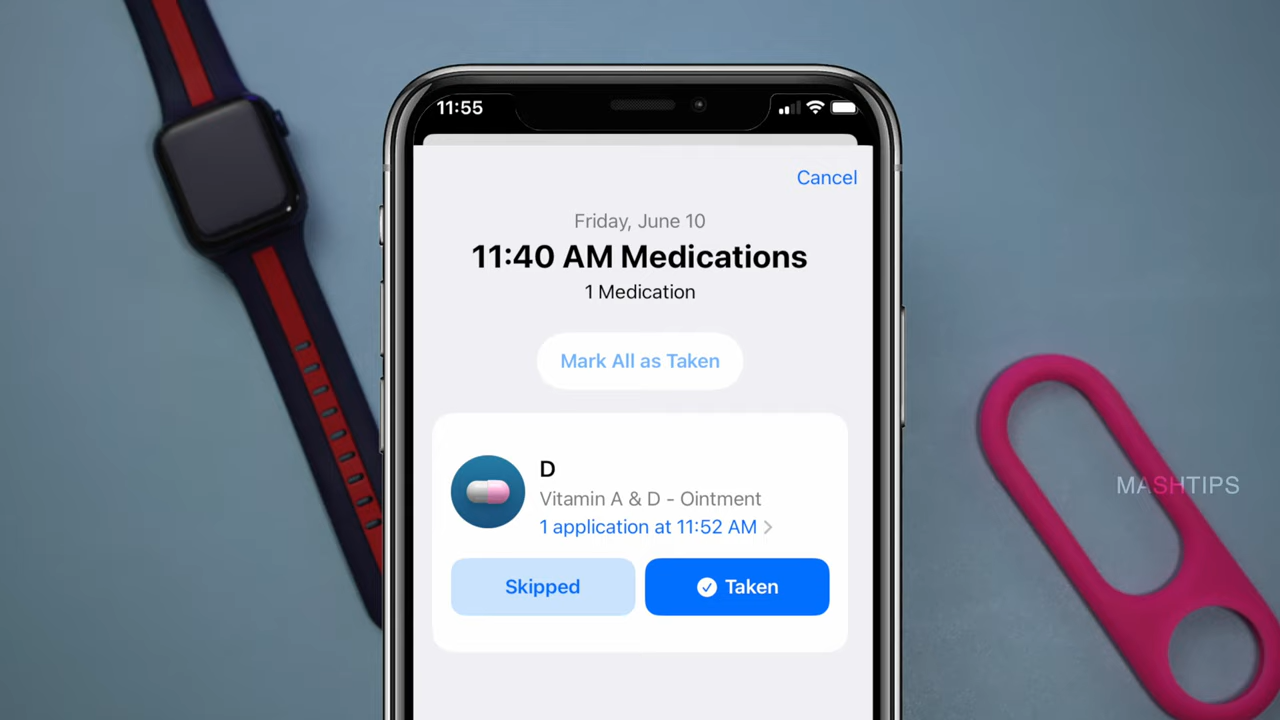 11:55
Cancel
Friday, June 10
11:40 AM Medications
1 Medication
Mark All as Taken
D
Vitamin A & D - Ointment
1 application at 11:52 AM
Skipped
Taken
MASHTIPS